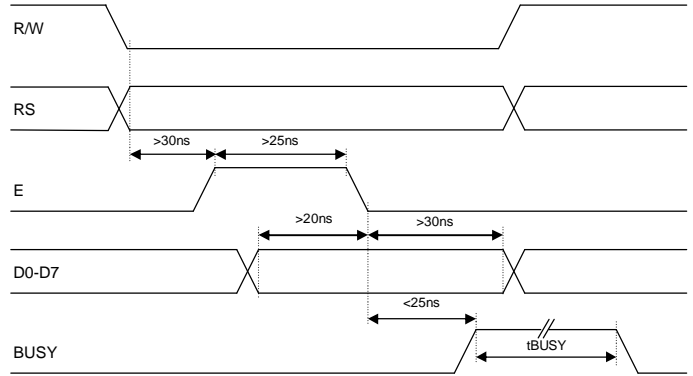 R/W
RS
>30ns >25ns
E
>20ns >30ns
D0-D7
<25ns
tBUSY
BUSY